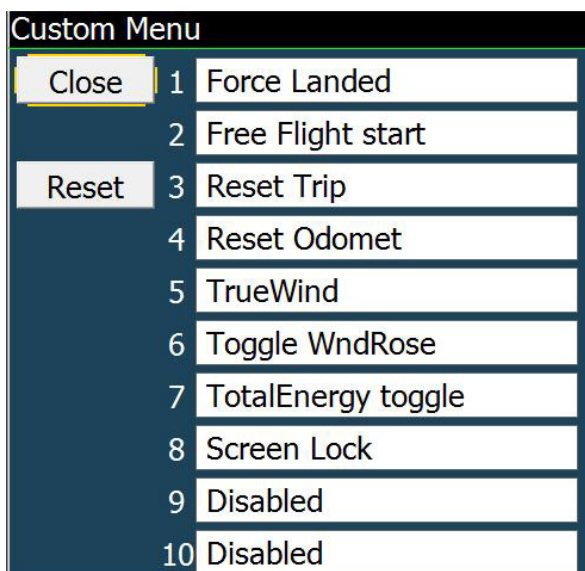 Custom Menu
Close 1 Force Landed
2 Free Flight start
Reset 3 Reset Trip
4 Reset Odomet
5 TrueWind
6 Toggle WndRose
7 TotalEnergy toggle
8 Screen Lock
9 Disabled
10 Disabled